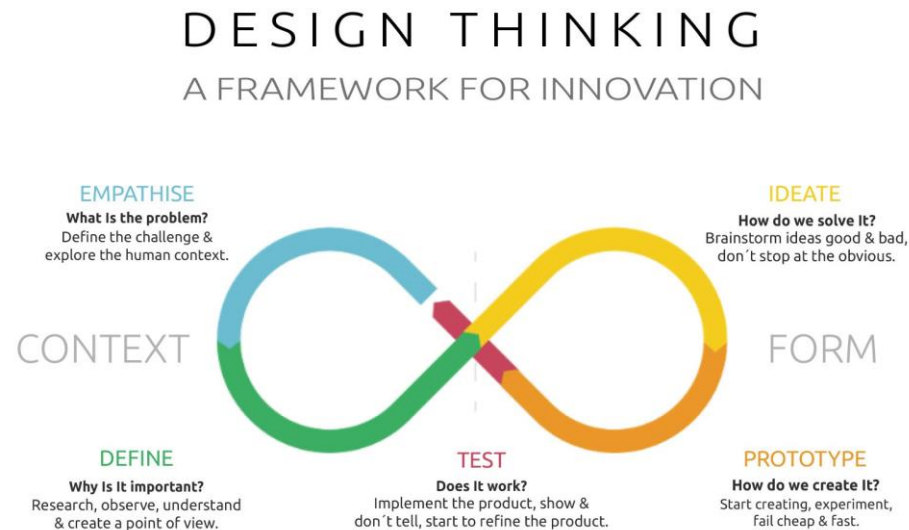 DESIGN THINKING
A FRAMEWORK FOR INNOVATION
EMPATHISE
What Is the problem?
Define the challenge &
explore the human context.
IDEATE
How do we solve It?
Brainstorm ideas good & bad,
don´t stop at the obvious.
CONTEXT
FORM
DEFINE
Why Is It important?
Research, observe, understand
& create a point of view.
TEST
Does It work?
Implement the product, show &
don´t tell, start to refine the product.
PROTOTYPE
How do we create It?
Start creating, experiment,
fail cheap & fast.